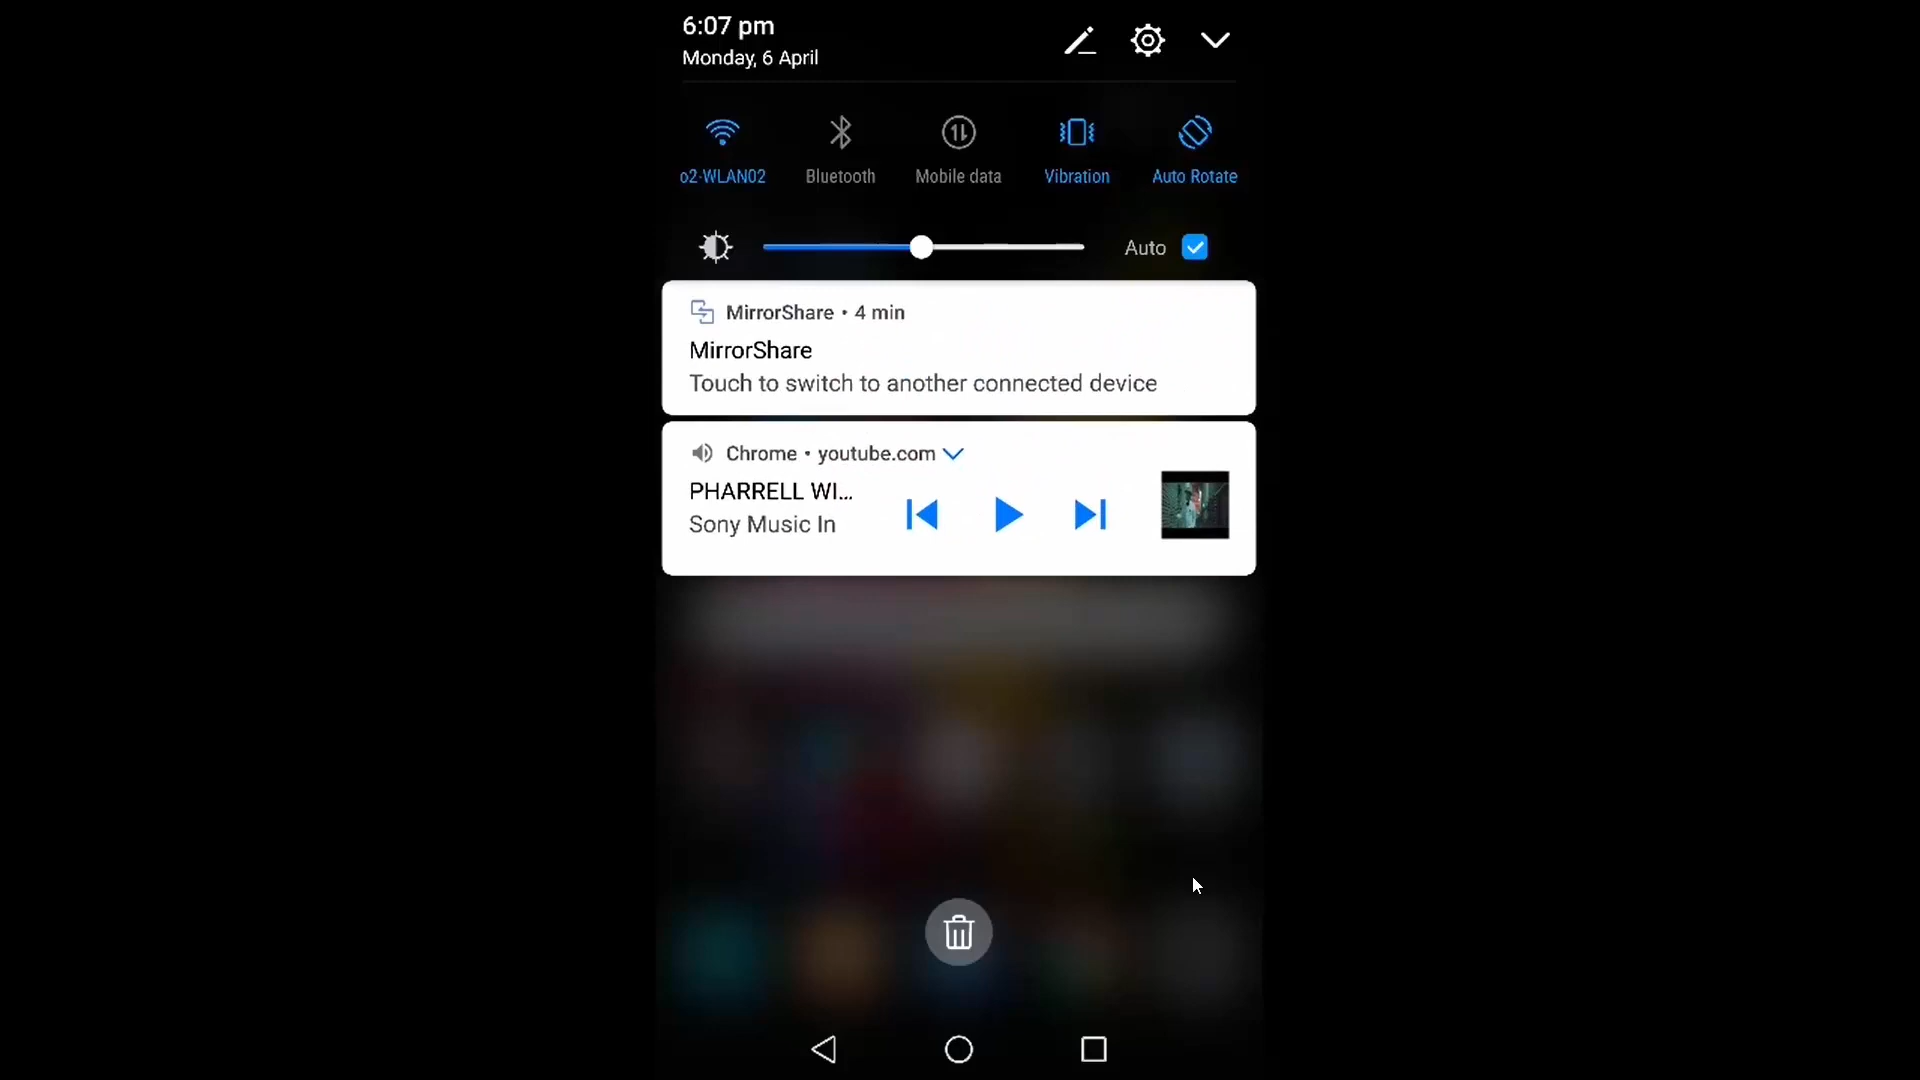 6:07 pm
Monday, 6 April
o2-WLAN02
Bluetooth
Mobile data
Vibration
Auto Rotate
Auto
MirrorShare • 4 min
MirrorShare
Touch to switch to another connected device
Chrome • youtube.com
PHARRELL WI...
Sony Music In